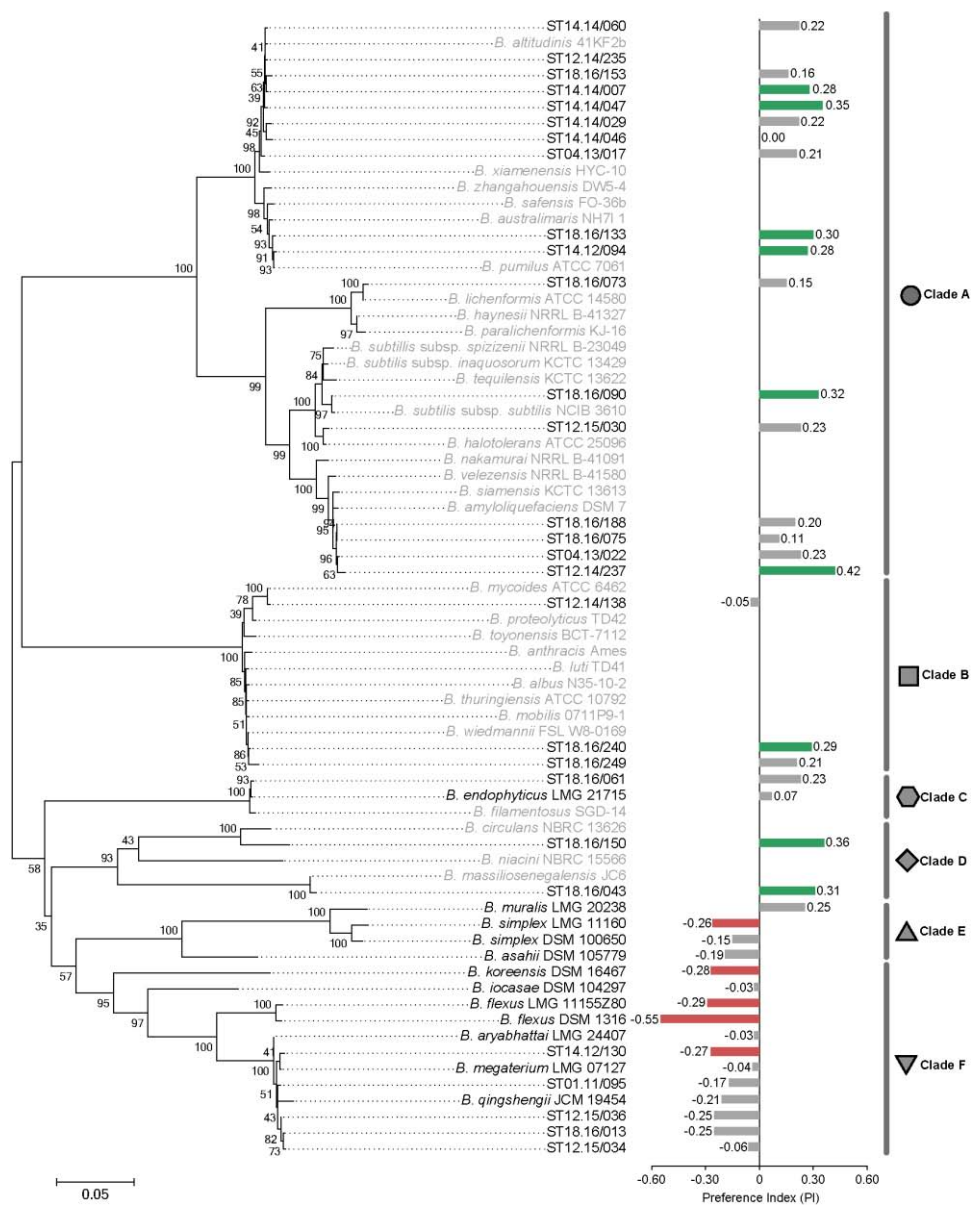 ST14.14/060 0.22
41 B. altitudinis 41KF2b
ST12.14/235
55 ST18.16/153 0.16
63 ST14.14/007 0.28
39 ST14.14/047 0.35
92 ST14.14/029 0.22
45 ST14.14/046 0.00
98 ST04.13/017 0.21
100 B. xiamenensis HYC-10
B. zhangahouensis DW5-4
98 B. safensis FO-36b
54 B. australimaris NH7I 1
93 ST18.16/133 0.30
91 ST14.12/094 0.28
100 93 B. pumilus ATCC 7061
ST18.16/073 0.15
100 B. lichenformis ATCC 14580
Clade A
100 B. haynesii NRRL B-41327
97 B. paralichenformis KJ-16
75 B. subtillis subsp. spizizenii NRRL B-23049
B. subtilis subsp. inaquosorum KCTC 13429
99 84 B. tequilensis KCTC 13622
ST18.16/090 0.32
100 97 B. subtilis subsp. subtilis NCIB 3610
ST12.15/030 0.23
100 B. halotolerans ATCC 25096
99 B. nakamurai NRRL B-41091
B. velezensis NRRL B-41580
100 B. siamensis KCTC 13613
99 B. amyloliquefaciens DSM 7
94 ST18.16/188 0.20
95 ST18.16/075 0.11
96 ST04.13/022 0.23
63 ST12.14/237 0.42
100 B. mycoides ATCC 6462
78 ST12.14/138 -0.05
39 B. proteolyticus TD42
B. toyonensis BCT-7112
100 B. anthracis Ames
B. luti TD41
Clade B
85 B. albus N35-10-2
85 B. thuringiensis ATCC 10792
B. mobilis 0711P9-1
51 B. wiedmannii FSL W8-0169
ST18.16/240 0.29
86 ST18.16/249 0.21
53
93 ST18.16/061 0.23
100 B. endophyticus LMG 21715 0.07
Clade C
B. filamentosus SGD-14
100 B. circulans NBRC 13626
43 ST18.16/150 0.36
93 B. niacini NBRC 15566
Clade D
58 B. massiliosenegalensis JC6
100 ST18.16/043 0.31
B. muralis LMG 20238 0.25
35 100 B. simplex LMG 11160 -0.26
100 100 B. simplex DSM 100650 -0.15
Clade E
B. asahii DSM 105779 -0.19
57 B. koreensis DSM 16467 -0.28
B. iocasae DSM 104297 -0.03
95 100 B. flexus LMG 11155Z80 -0.29
97 B. flexus DSM 1316 -0.55
100 B. aryabhattai LMG 24407 -0.03
41 ST14.12/130 -0.27
100 B. megaterium LMG 07127 -0.04
Clade F
ST01.11/095 -0.17
51 B. qingshengii JCM 19454 -0.21
43 ST12.15/036 -0.25
ST18.16/013 -0.25
82 ST12.15/034 -0.06
73
-0.60 -0.30 0 0.30 0.60
0.05
Preference Index (PI)